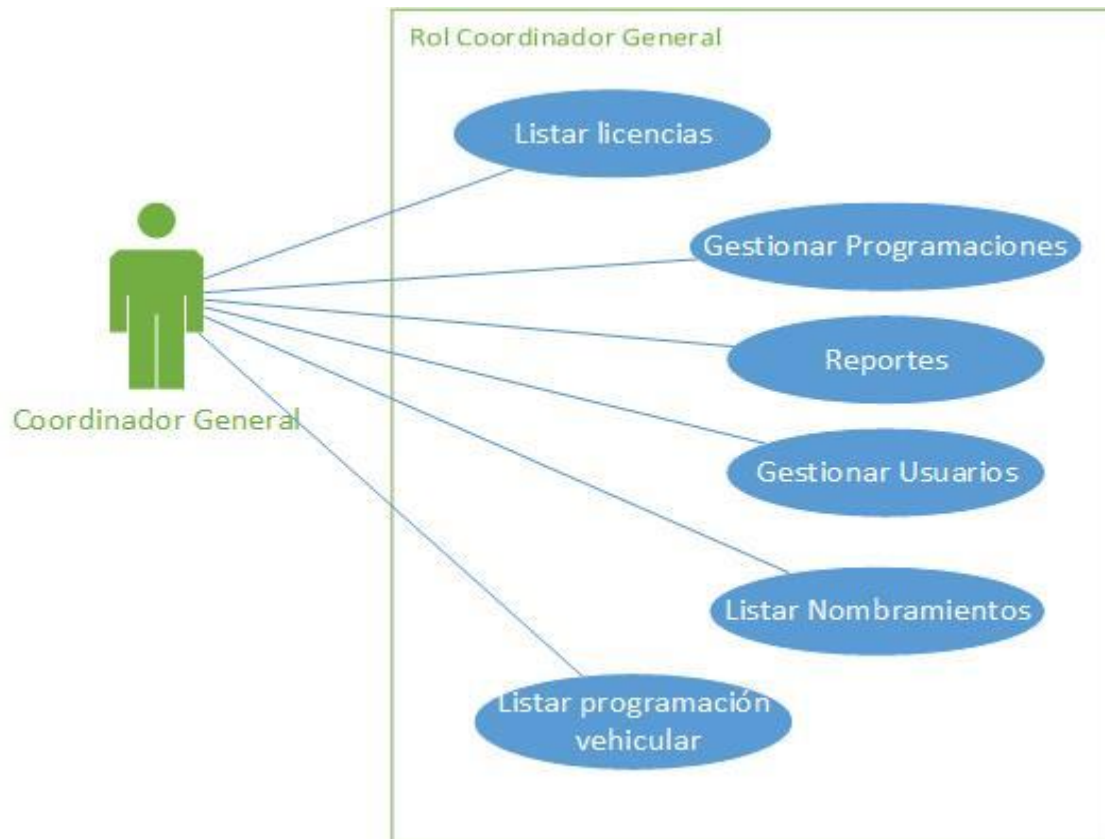 Rol Coordinador General
Listar licencias
Gestionar Programaciones
Reportes
Coordinador General
Gestionar Usuarios
Listar Nombramientos
Listar programación
vehicular